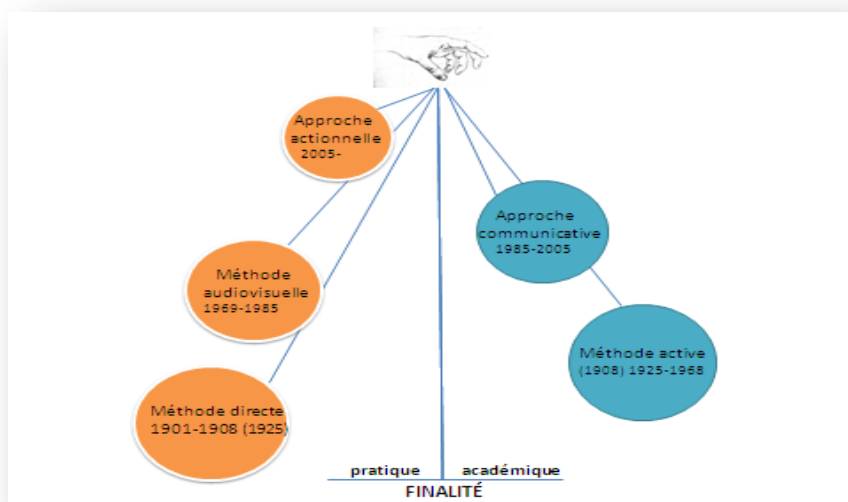 Approche
actionnelle
2005-
Approche
communicative
1985-2005
Méthode
audiovisuelle
1969-1985
Méthode active
(1908) 1925-1968
Méthode directe
1901-1908 (1925)
pratique académique
FINALITÉ